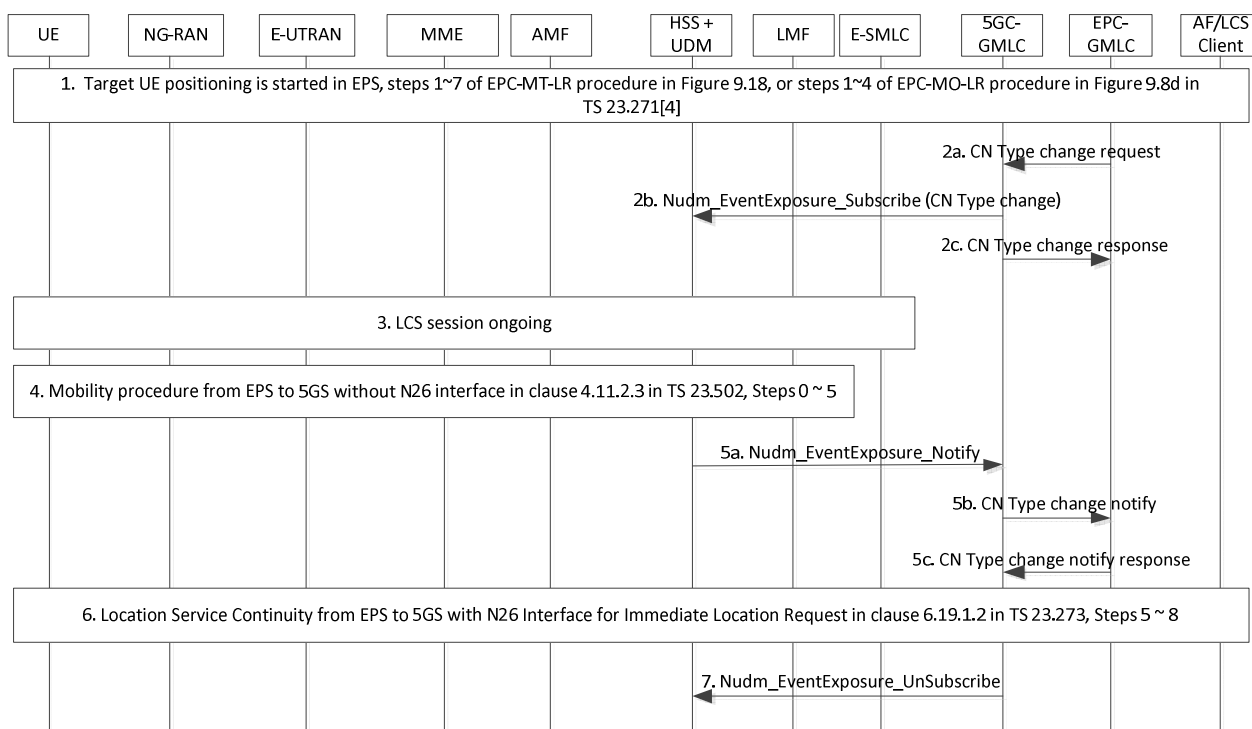 UE
NG-RAN
E-UTRAN
MME
AMF
HSS +
UDM
LMF
E-SMLC
5GC-
GMLC
EPC-
GMLC
AF/LCS
Client
1. Target UE positioning is started in EPS, steps 1~7 of EPC-MT-LR procedure in Figure 9.18, or steps 1~4 of EPC-MO-LR procedure in Figure 9.8d in
TS 23.271[4]
2a. CN Type change request
2b. Nudm_EventExposure_Subscribe (CN Type change)
2c. CN Type change response
3. LCS session ongoing
4. Mobility procedure from EPS to 5GS without N26 interface in clause 4.11.2.3 in TS 23.502, Steps 0 ~ 5
5a. Nudm_EventExposure_Notify
5b. CN Type change notify
5c. CN Type change notify response
6. Location Service Continuity from EPS to 5GS with N26 Interface for Immediate Location Request in clause 6.19.1.2 in TS 23.273, Steps 5 ~ 8
7. Nudm_EventExposure_UnSubscribe